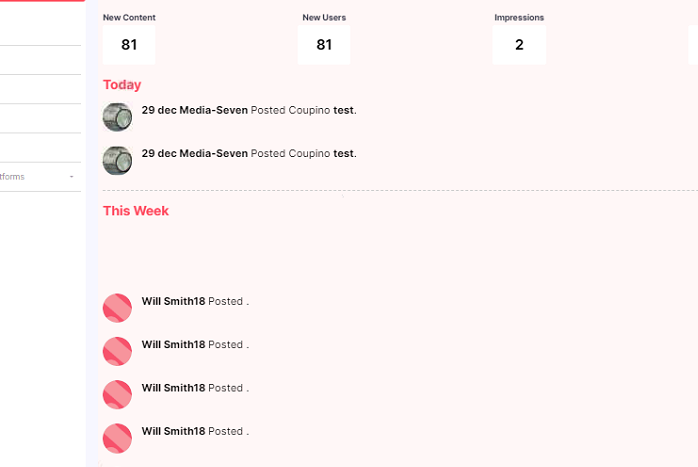 New Content
New Users
Impressions
81
81
2
Today
29 dec Media-Seven Posted Coupino test.
29 dec Media-Seven Posted Coupino test.
tforms
This Week
Will Smith18 Posted .
Will Smith18 Posted .
Will Smith18 Posted .
Will Smith18 Posted .